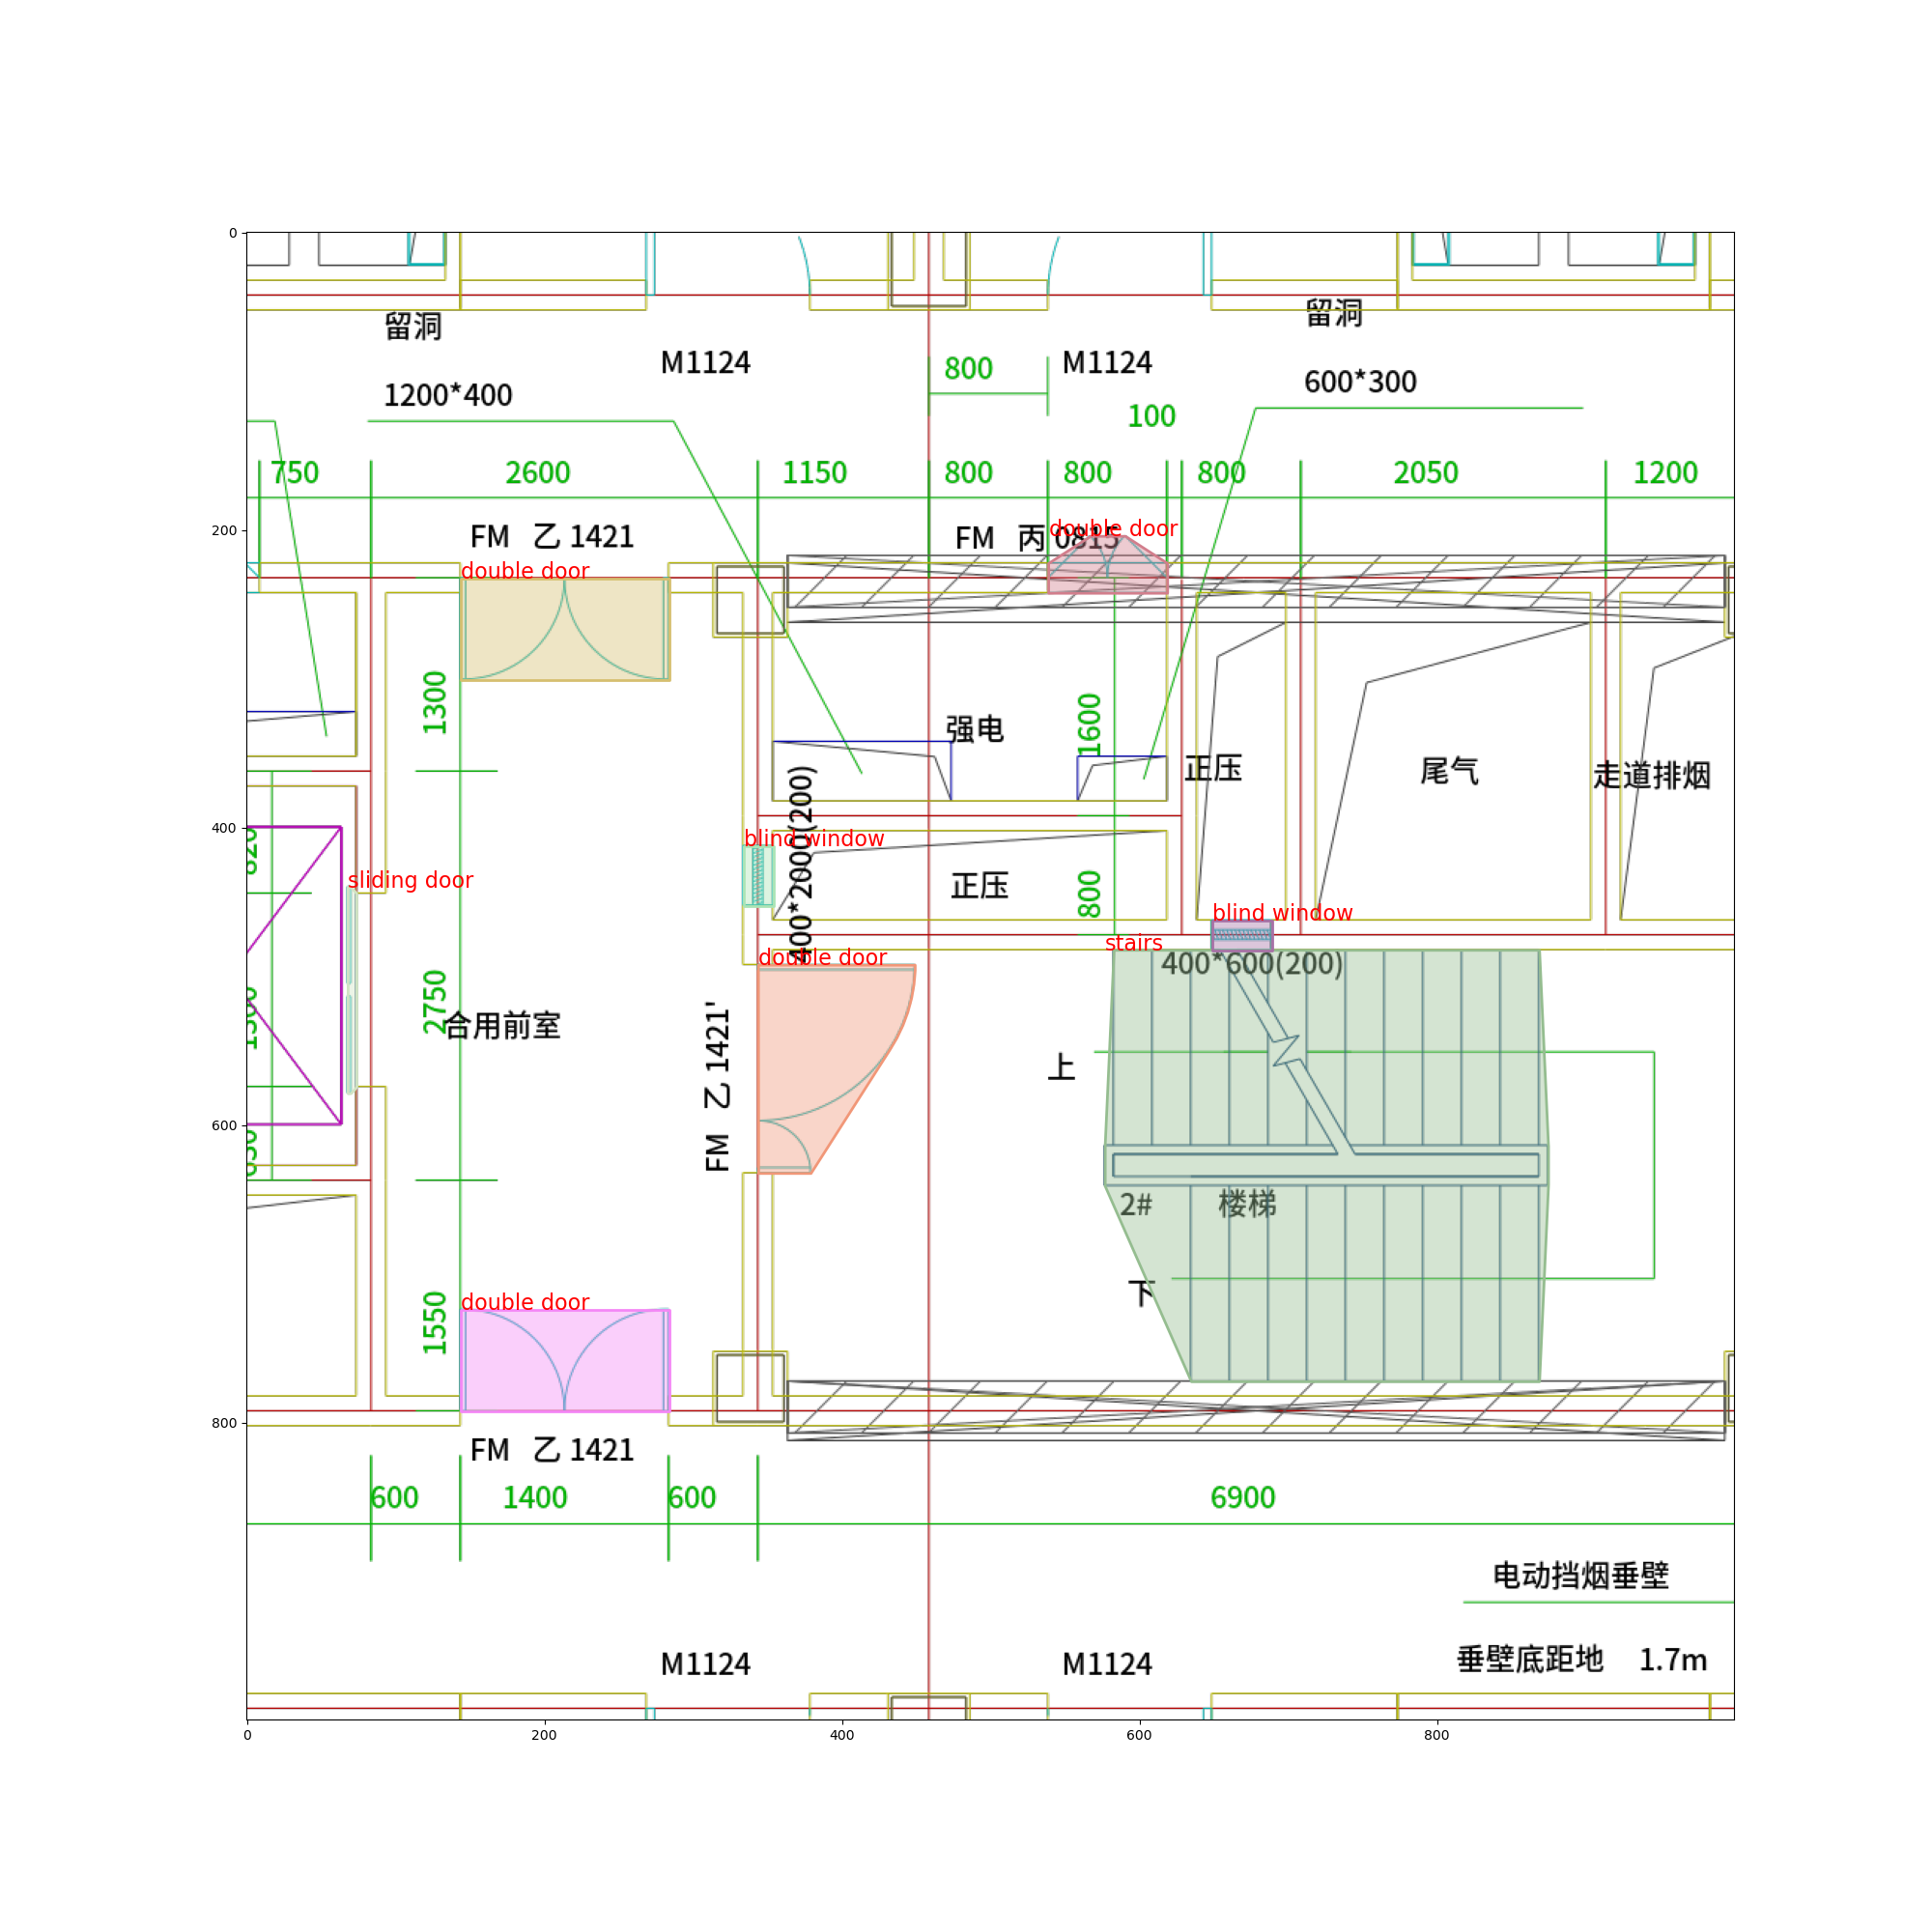 0
留洞
留洞
M1124
800
M1124
600*300
1200*400
100
750
2600
1150
800
800
800
2050
1200
200
FM 乙 1421
FM 丙 0815
double door
double door
1300
1600
强电
正压
尾气
走道排烟
400
820
400*2000(200)
blind window
sliding door
正压
800
blind window
stairs
double door
400*600(200)
2750
合用前室
FM 乙 1421'
上
600
2#
楼梯
下
double door
1550
800
FM 乙 1421
600
1400
600
6900
电动挡烟垂壁
垂壁底距地 1.7m
M1124
M1124
0
200
400
600
800